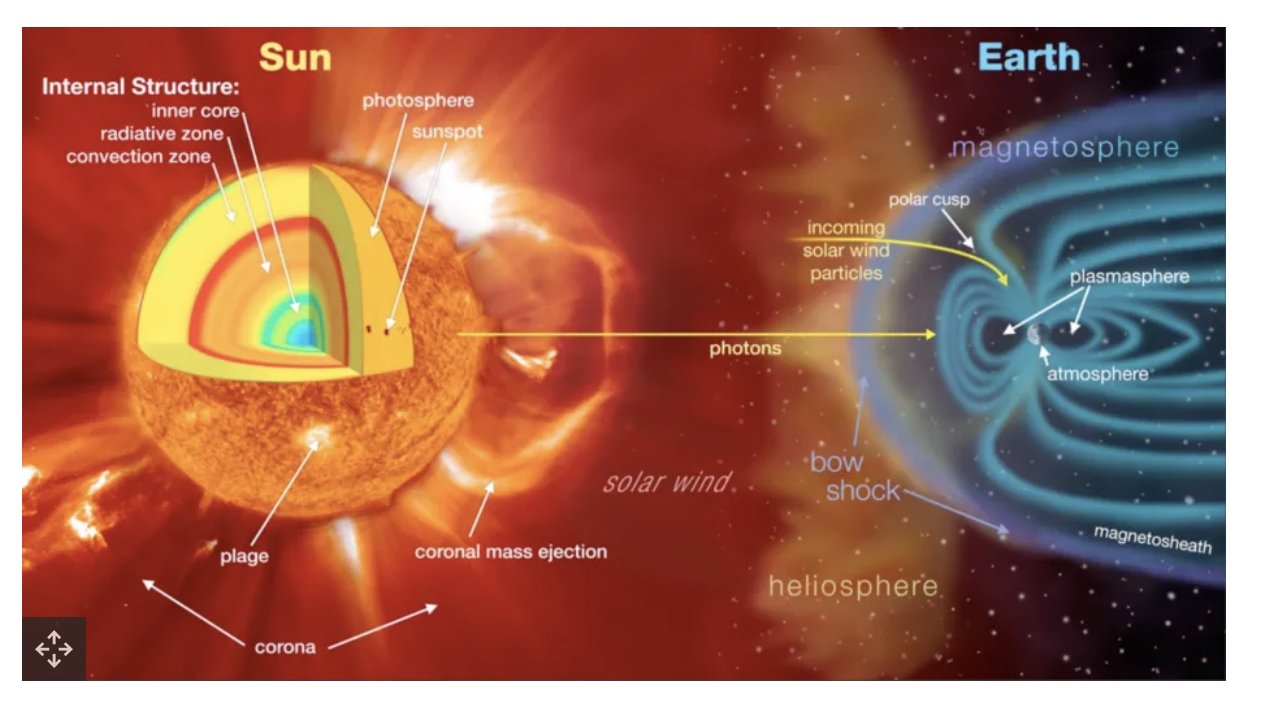 Sun
Earth
Internal Structure:
inner core
radiative zone
convection zone
photosphere
sunspot
magnetosphere
polar cusp
incoming
solar wind
particles
plasmasphere
photons
atmosphere
bow
shock
solar wind
magnetosheath
coronal mass ejection
plage
heliosphere
corona